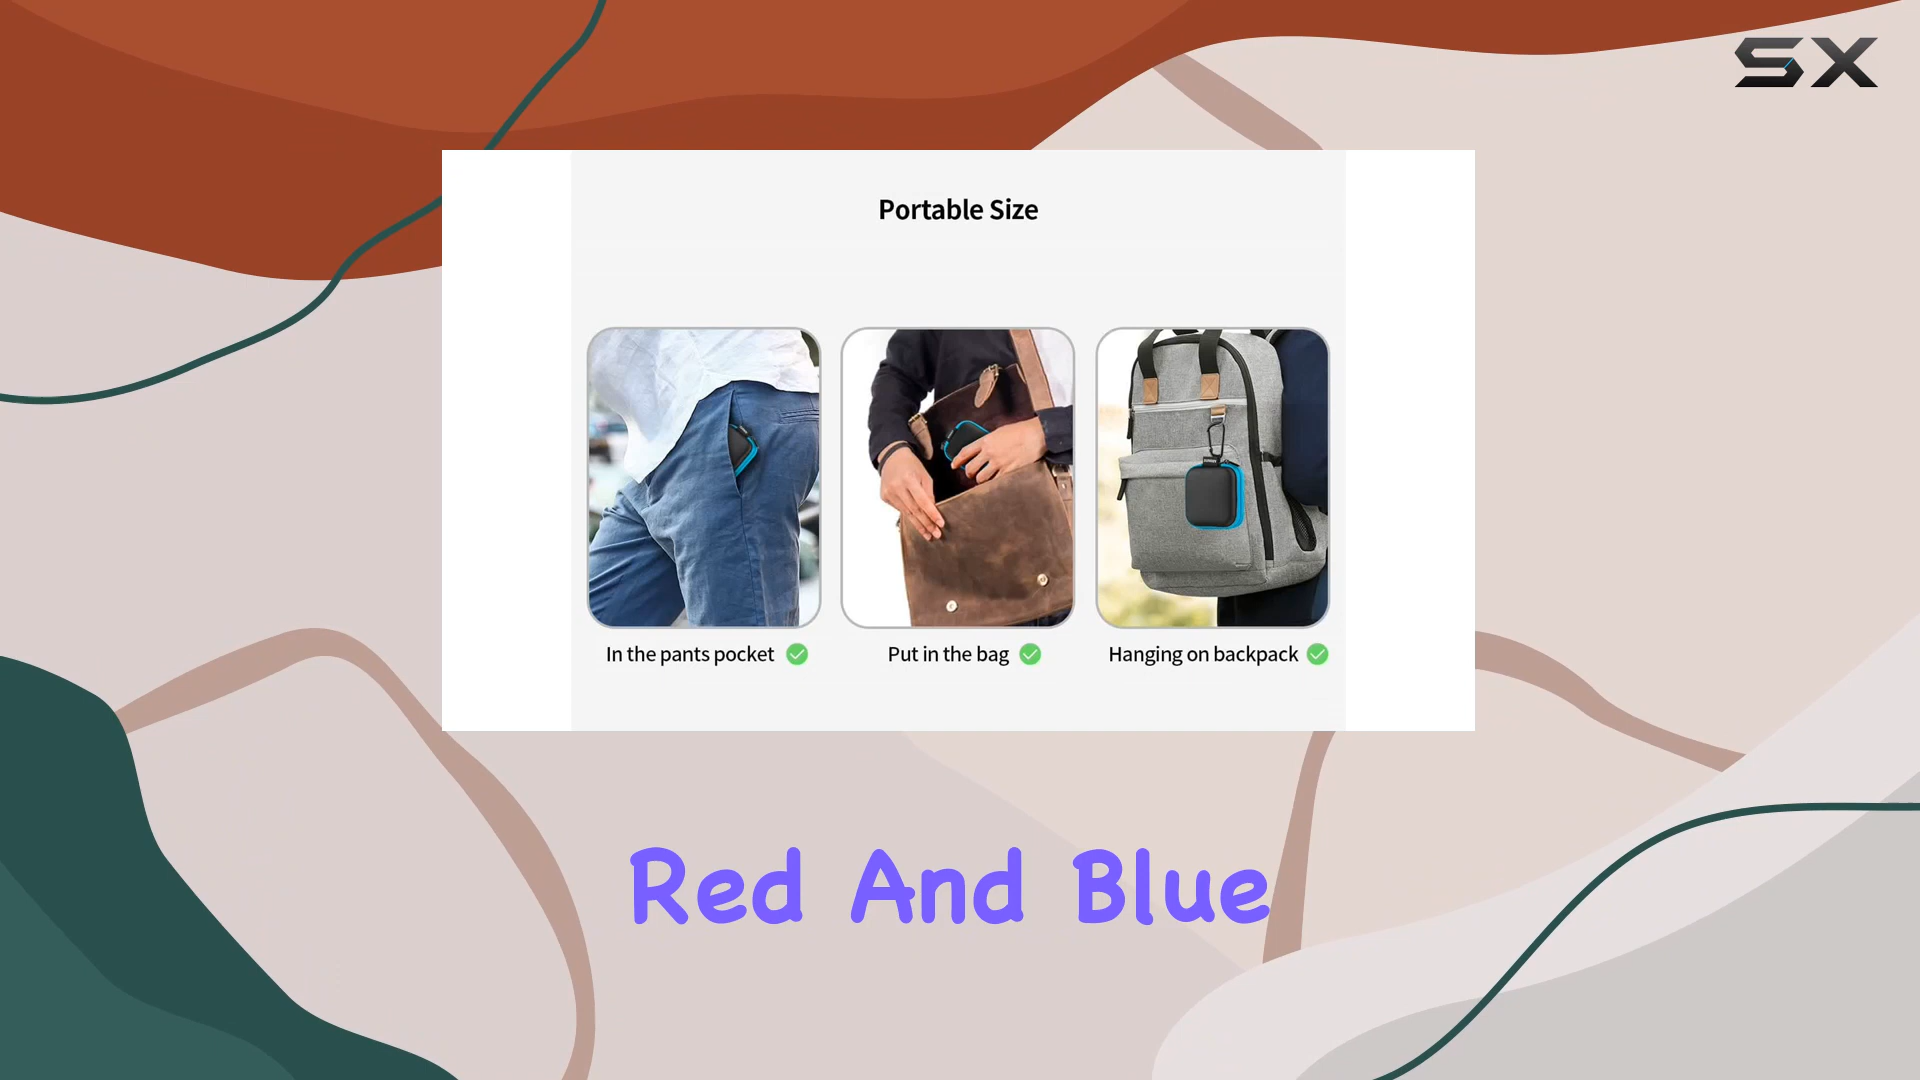 SX
Portable Size
In the pants pocket
Put in the bag
Hanging on backpack
Red And Blue